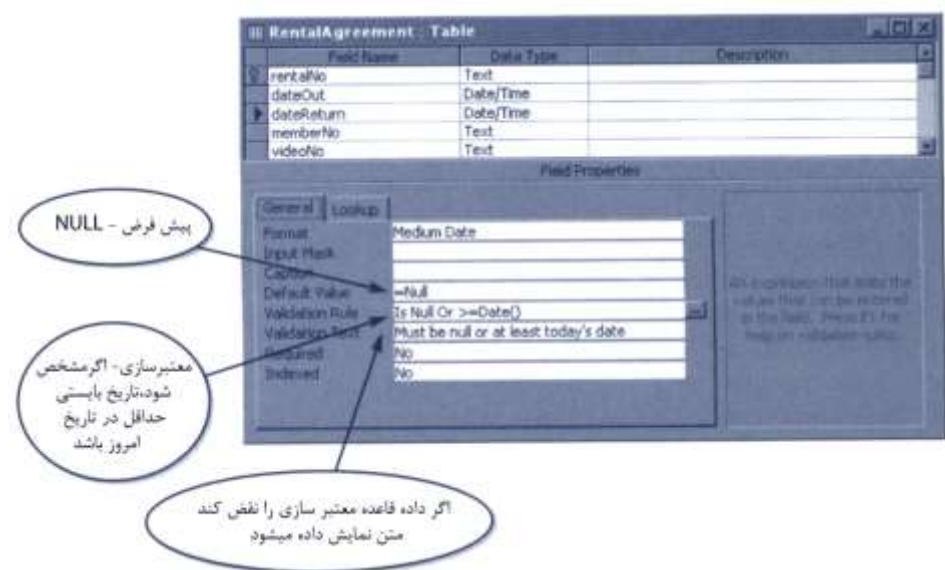 RentalAgreement : Table
Field Name Data Type Description
rentalNo Text
dateOut Date/Time
dateReturn Date/Time
memberNo Text
videoNo Text
Field Properties
General Lookup
Format Medium Date
Input Mask
Caption
Default Value =Null
Validation Rule Is Null Or >=Date()
Validation Text Must be null or at least today's date
Required No
Indexed No
An expression that limits the
values that can be entered
in the field. Press F1 for
help on validation rules.
پیش فرض - NULL
معتبرسازی- اگرمشخص
شود،تاریخ بایستی
حداقل در تاریخ
امروز باشد
اگر داده قاعده معتبر سازی را نقض کند
متن نمایش داده میشود